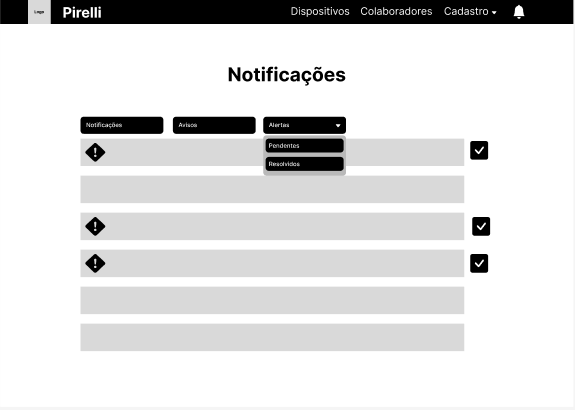 Logo Pirelli Dispositivos Colaboradores Cadastro
Notificações
Notificações Avisos Alertas
Pendentes
Resolvidos